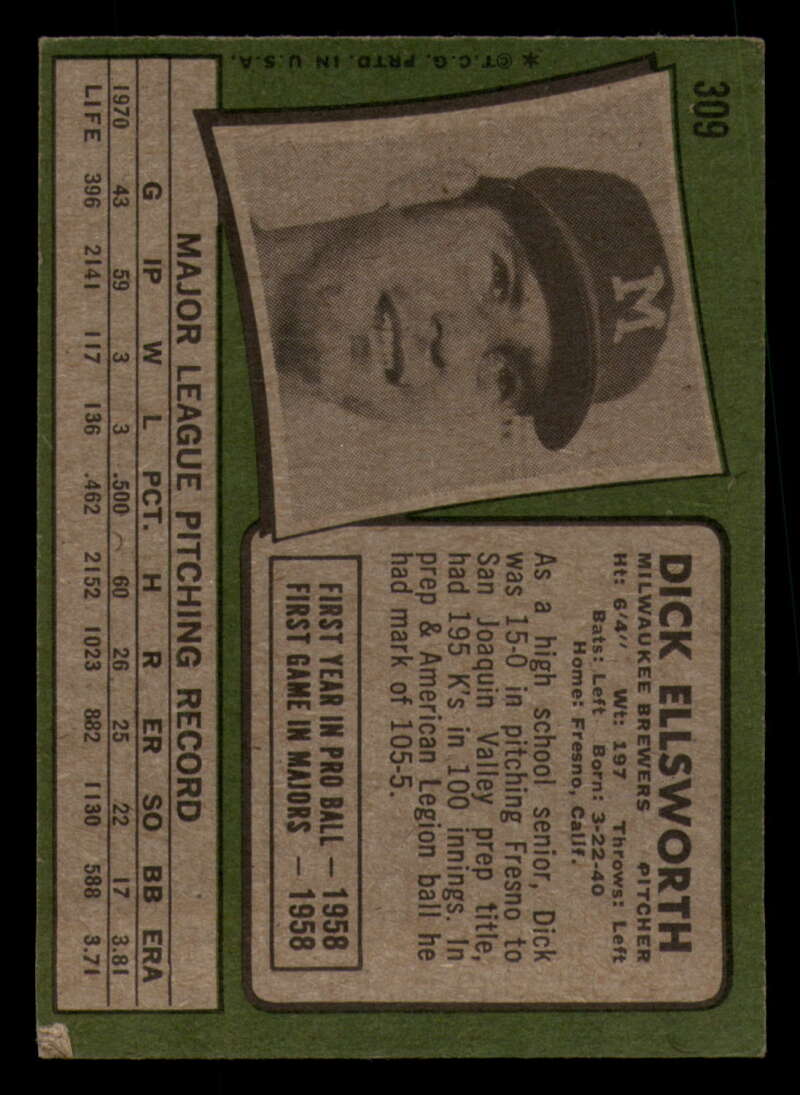 309
M
* © T.C.G. PRTD. IN U.S.A.
DICK ELLSWORTH
MILWAUKEE BREWERS PITCHER
Ht: 6'4" Wt: 197 Throws: Left
Bats: Left Born: 3-22-40
Home: Fresno, Calif.
As a high school senior, Dick
was 15-0 in pitching Fresno to
San Joaquin Valley prep title,
had 195 K's in 100 innings. In
prep & American Legion ball he
had mark of 105-5.
FIRST YEAR IN PRO BALL — 1958
FIRST GAME IN MAJORS — 1958
MAJOR LEAGUE PITCHING RECORD
G IP W L PCT. H R ER SO BB ERA
1970 43 59 3 3 .500 60 26 25 22 17 3.81
LIFE 396 2141 117 136 .462 2152 1023 882 1130 588 3.71